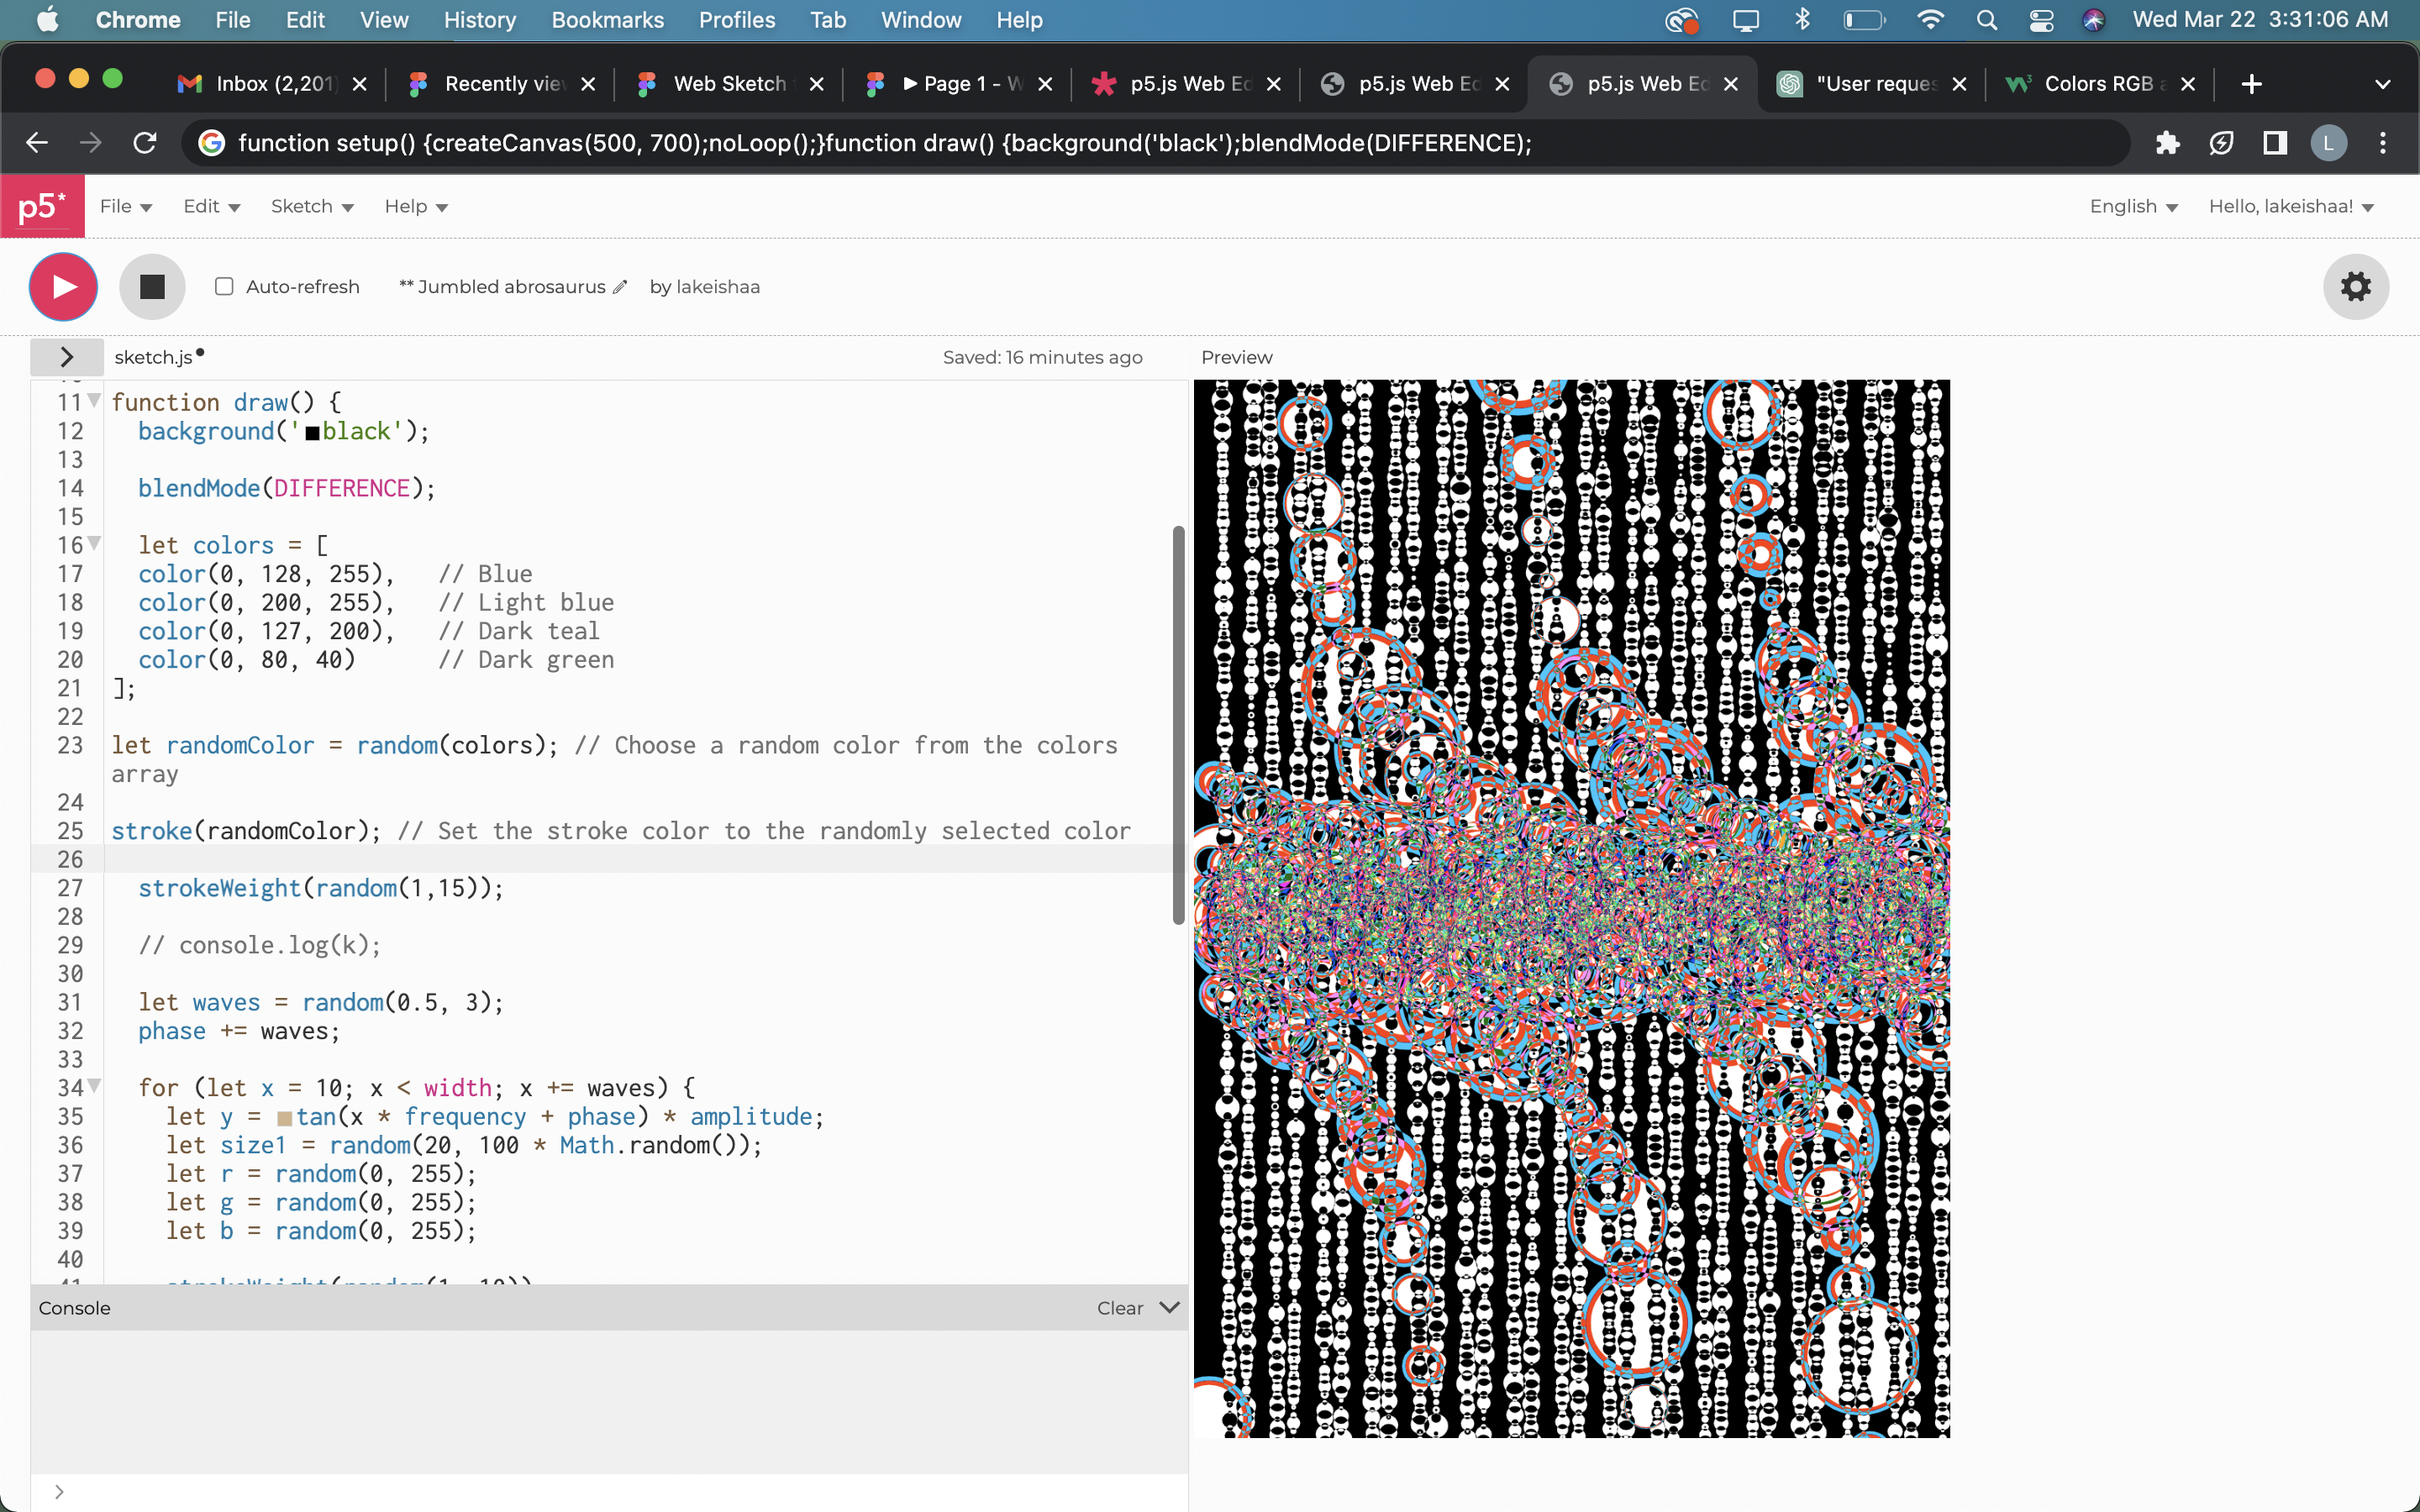 Chrome File Edit View History Bookmarks Profiles Tab Window Help Wed Mar 22 3:31:06 AM
Inbox (2,201 Recently vie Web Sketch Page 1 - W p5.js Web Ed p5.js Web Ed p5.js Web Ed "User reques Colors RGB a
function setup() {createCanvas(500, 700);noLoop();}function draw() {background('black');blendMode(DIFFERENCE); L
p5* File Edit Sketch Help English Hello, lakeishaa!
Auto-refresh ** Jumbled abrosaurus by lakeishaa
> sketch.js• Saved: 16 minutes ago Preview
11 function draw() {
12 background('black');
13
14 blendMode(DIFFERENCE);
15
16 let colors = [
17 color(0, 128, 255), // Blue
18 color(0, 200, 255), // Light blue
19 color(0, 127, 200), // Dark teal
20 color(0, 80, 40) // Dark green
21 ];
22
23 let randomColor = random(colors); // Choose a random color from the colors
array
24
25 stroke(randomColor); // Set the stroke color to the randomly selected color
26
27 strokeWeight(random(1,15));
28
29 // console.log(k);
30
31 let waves = random(0.5, 3);
32 phase += waves;
33
34 for (let x = 10; x < width; x += waves) {
35 let y = tan(x * frequency + phase) * amplitude;
36 let size1 = random(20, 100 * Math.random());
37 let r = random(0, 255);
38 let g = random(0, 255);
39 let b = random(0, 255);
40
Console Clear
>